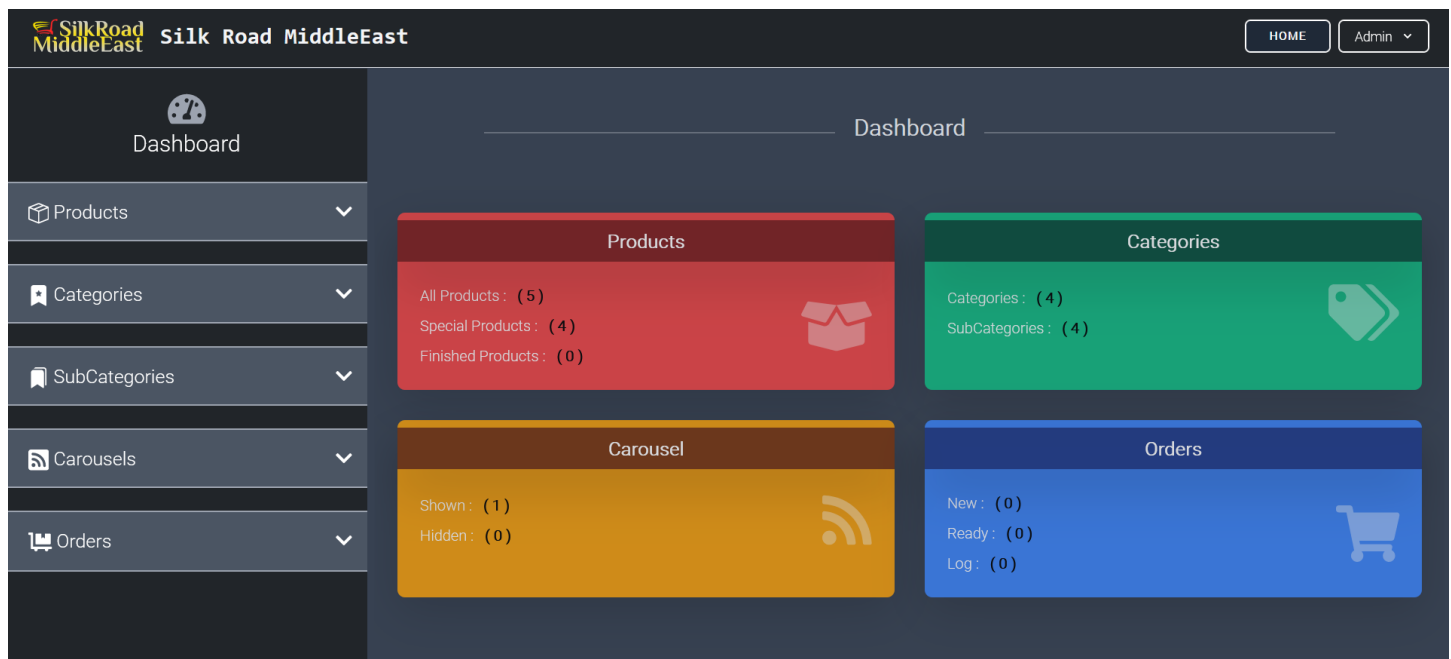 SilkRoad
MiddleEast
Silk Road MiddleEast
HOME
Admin
Dashboard
Products
Categories
SubCategories
Carousels
Orders
Dashboard
Products
All Products : (5)
Special Products : (4)
Finished Products : (0)
Categories
Categories : (4)
SubCategories : (4)
Carousel
Shown : (1)
Hidden : (0)
Orders
New : (0)
Ready : (0)
Log : (0)